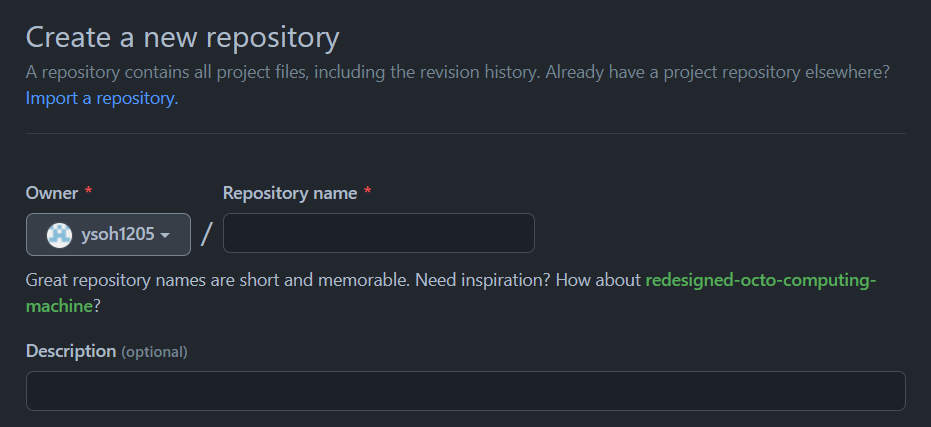 Create a new repository
A repository contains all project files, including the revision history. Already have a project repository elsewhere?
Import a repository.
Owner * Repository name *
ysoh1205 /
Great repository names are short and memorable. Need inspiration? How about redesigned-octo-computing-
machine?
Description (optional)